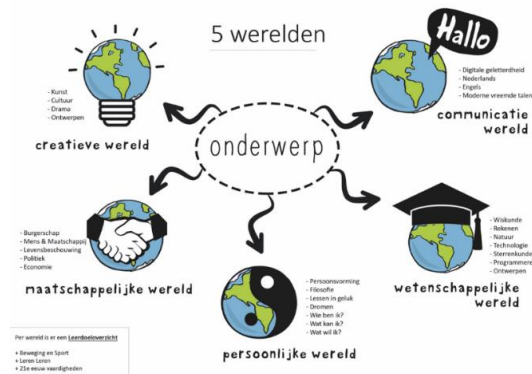 5 werelden
Hallo
- Kunst
- Cultuur
- Drama
- Ontwerpen
creatieve wereld
- Digitale geletterdheid
- Nederlands
- Engels
- Moderne vreemde talen
communicatie
wereld
onderwerp
- Burgerschap
- Mens & Maatschappij
- Levensbeschouwing
- Politiek
- Economie
maatschappelijke wereld
- Persoonsvorming
- Filosofie
- Lessen in geluk
- Dromen
- Wie ben ik?
- Wat kan ik?
- Wat wil ik?
persoonlijke wereld
- Wiskunde
- Rekenen
- Natuur
- Technologie
- Sterrenkunde
- Programmere
- Ontwerpen
wetenschappelijke
wereld
Per wereld is er een Leerdoeloverzicht
+ Beweging en Sport
+ Leren Leren
+ 21e eeuw vaardigheden